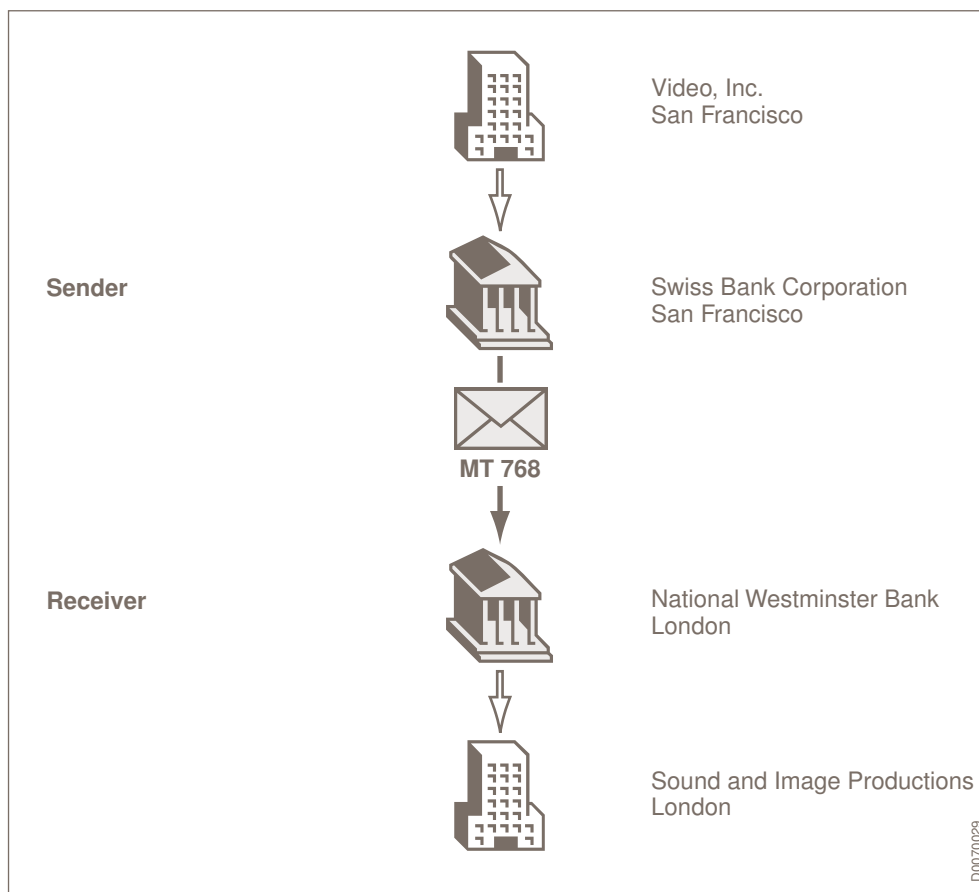 Video, Inc.
San Francisco
Sender
Swiss Bank Corporation
San Francisco
MT 768
Receiver
National Westminster Bank
London
Sound and Image Productions
London
D0070029